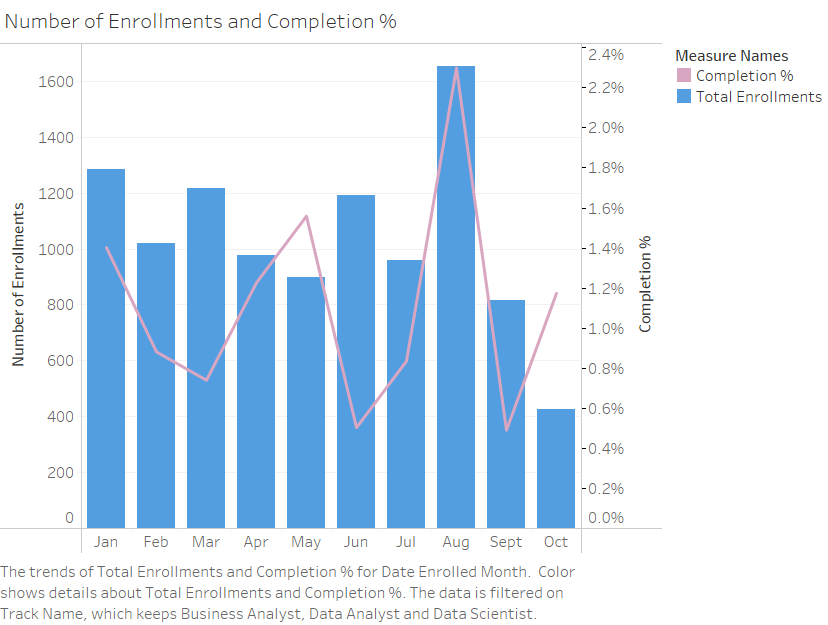 Number of Enrollments and Completion %
Measure Names
Completion %
Total Enrollments
Number of Enrollments
1600
1400
1200
1000
800
600
400
200
0
2.4%
2.2%
2.0%
1.8%
1.6%
1.4%
1.2%
1.0%
0.8%
0.6%
0.4%
0.2%
0.0%
Completion %
Jan Feb Mar Apr May Jun Jul Aug Sept Oct
The trends of Total Enrollments and Completion % for Date Enrolled Month. Color
shows details about Total Enrollments and Completion %. The data is filtered on
Track Name, which keeps Business Analyst, Data Analyst and Data Scientist.